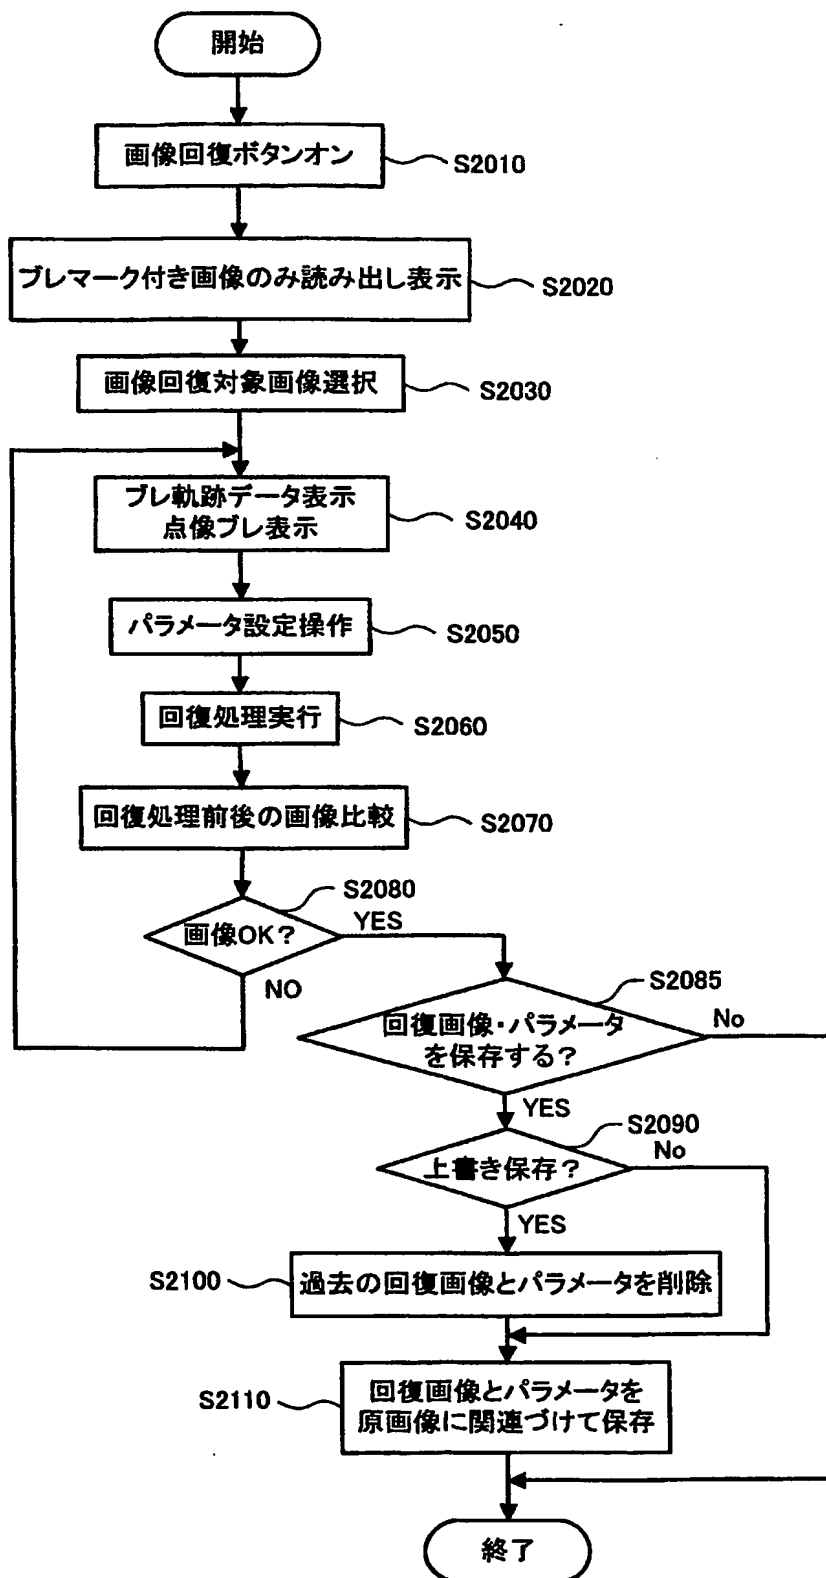 開始
画像回復ボタンオン
S2010
ブレマーク付き画像のみ読み出し表示
S2020
画像回復対象画像選択
S2030
ブレ軌跡データ表示
点像ブレ表示
S2040
パラメータ設定操作
S2050
回復処理実行
S2060
回復処理前後の画像比較
S2070
S2080
画像OK？
YES
NO
S2085
回復画像・パラメータ
を保存する？
No
YES
S2090
上書き保存？
No
YES
S2100
過去の回復画像とパラメータを削除
S2110
回復画像とパラメータを
原画像に関連づけて保存
終了